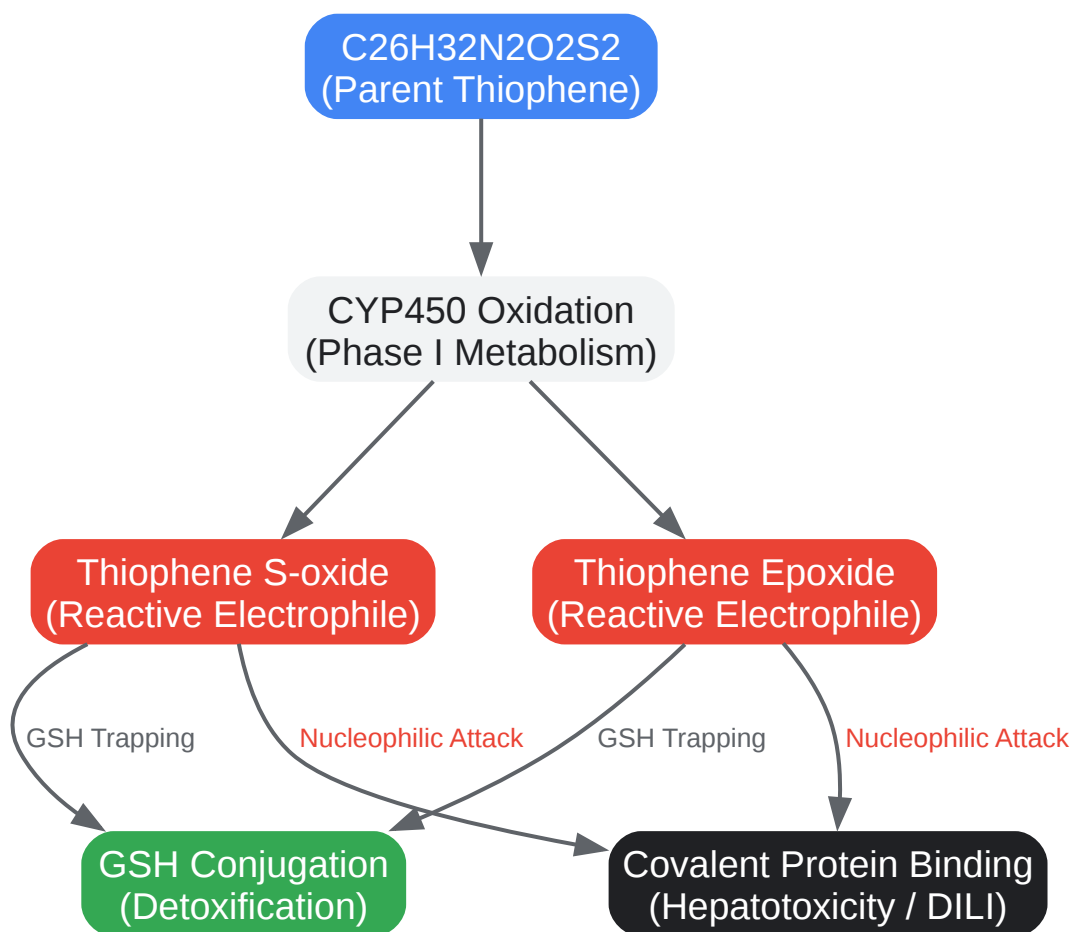 C26H32N2O2S2
(Parent Thiophene)
CYP450 Oxidation
(Phase I Metabolism)
Thiophene S-oxide
(Reactive Electrophile)
Thiophene Epoxide
(Reactive Electrophile)
GSH Trapping
Nucleophilic Attack
GSH Trapping
Nucleophilic Attack
GSH Conjugation
(Detoxification)
Covalent Protein Binding
(Hepatotoxicity / DILI)